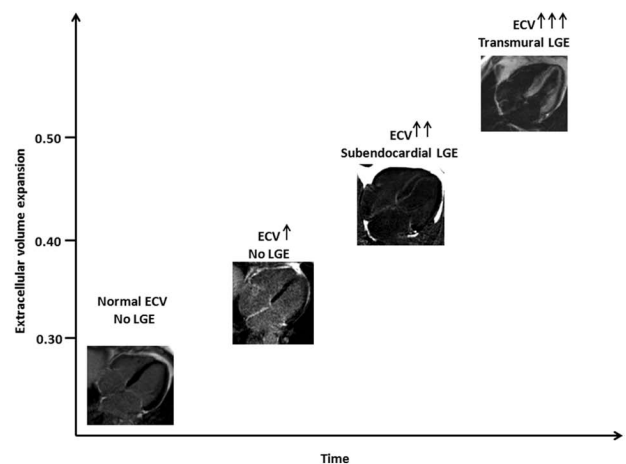 ECV↑↑↑
Transmural LGE
0.50
ECV↑↑
Subendocardial LGE
Extracellular volume expansion
0.40
ECV↑
No LGE
Normal ECV
No LGE
0.30
Time